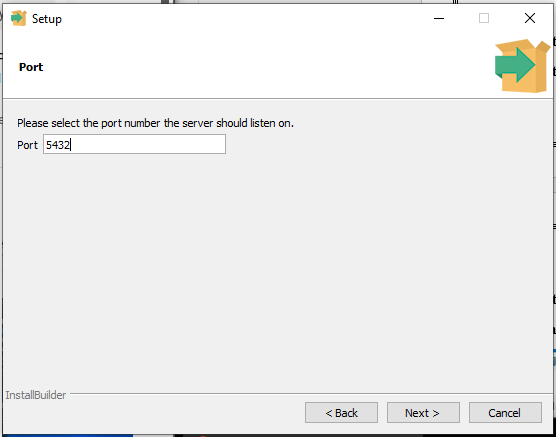 Setup
Port
Please select the port number the server should listen on.
Port 5432
InstallBuilder
< Back Next > Cancel